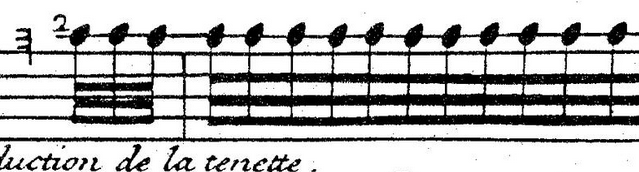 2
duction de la tenette.